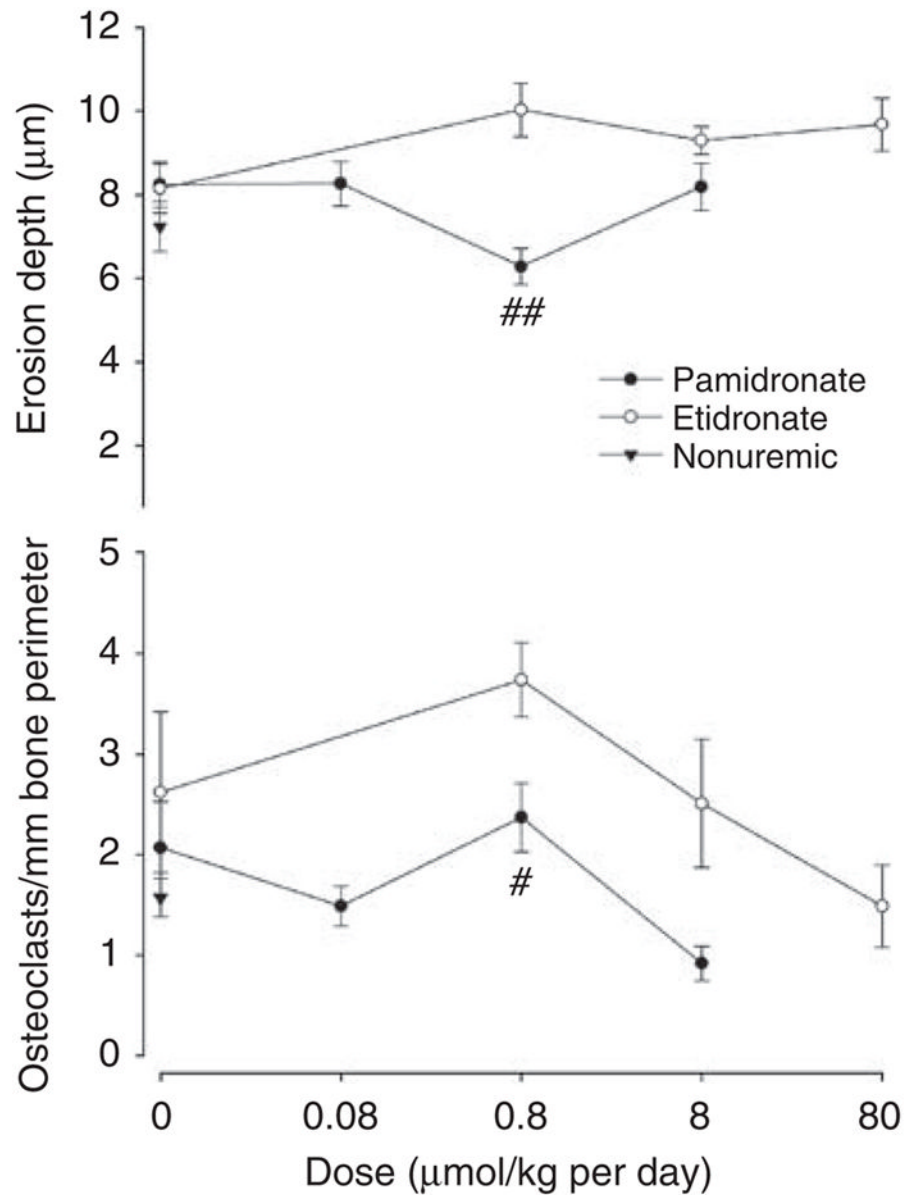 12
10
8
6
4
2
Erosion depth (μm)
##
Pamidronate
Etidronate
Nonuremic
5
4
3
2
1
0
Osteoclasts/mm bone perimeter
#
0 0.08 0.8 8 80
Dose (μmol/kg per day)